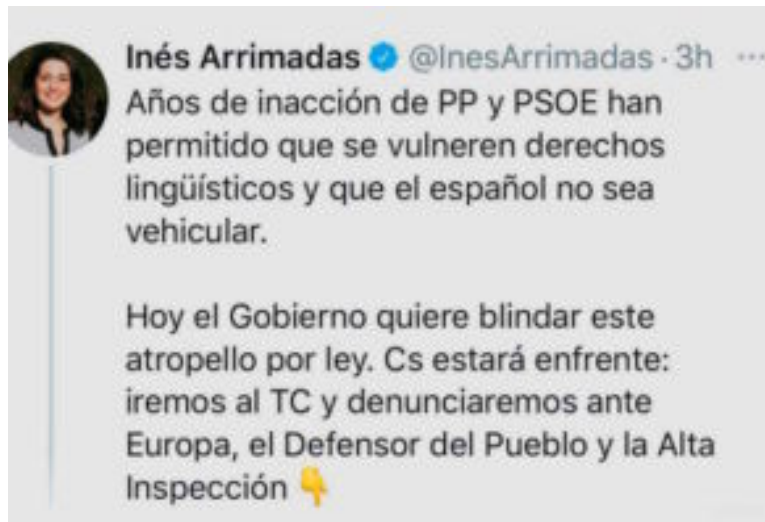 Inés Arrimadas @InesArrimadas · 3h ...
Años de inacción de PP y PSOE han
permitido que se vulneren derechos
lingüísticos y que el español no sea
vehicular.
Hoy el Gobierno quiere blindar este
atropello por ley. Cs estará enfrente:
iremos al TC y denunciaremos ante
Europa, el Defensor del Pueblo y la Alta
Inspección 👇